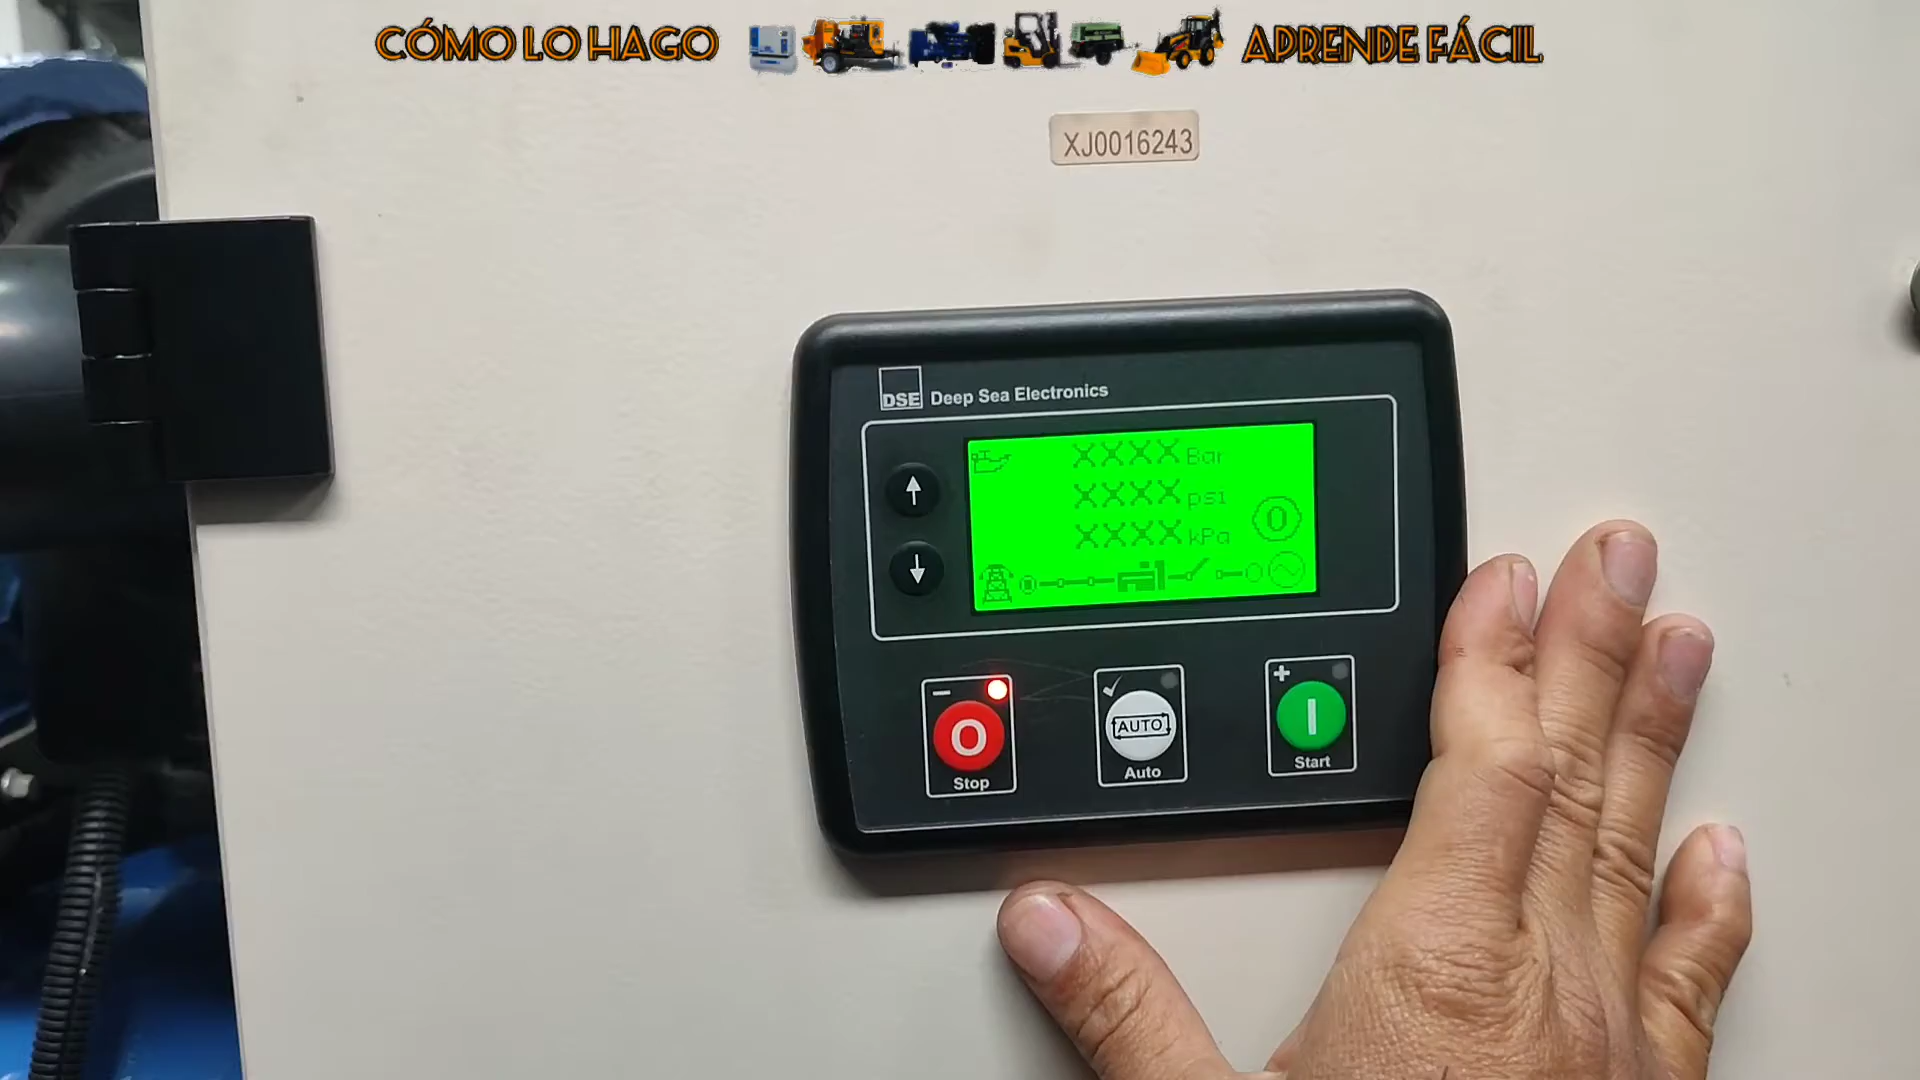 CÓMO LO HAGO APRENDE FÁCIL
XJ0016243
DSE Deep Sea Electronics
XXXX Bar
XXXX psi
XXXX kPa
0
O
Stop
AUTO
Auto
I
Start